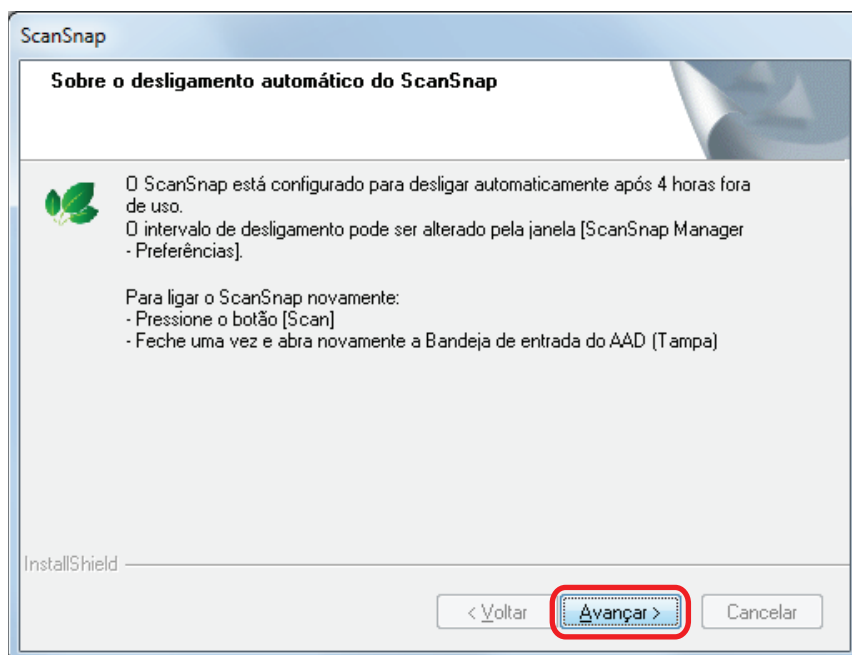 ScanSnap
Sobre o desligamento automático do ScanSnap
O ScanSnap está configurado para desligar automaticamente após 4 horas fora
de uso.
O intervalo de desligamento pode ser alterado pela janela [ScanSnap Manager
- Preferências].
Para ligar o ScanSnap novamente:
- Pressione o botão [Scan]
- Feche uma vez e abra novamente a Bandeja de entrada do AAD (Tampa)
InstallShield
< Voltar
Avançar >
Cancelar